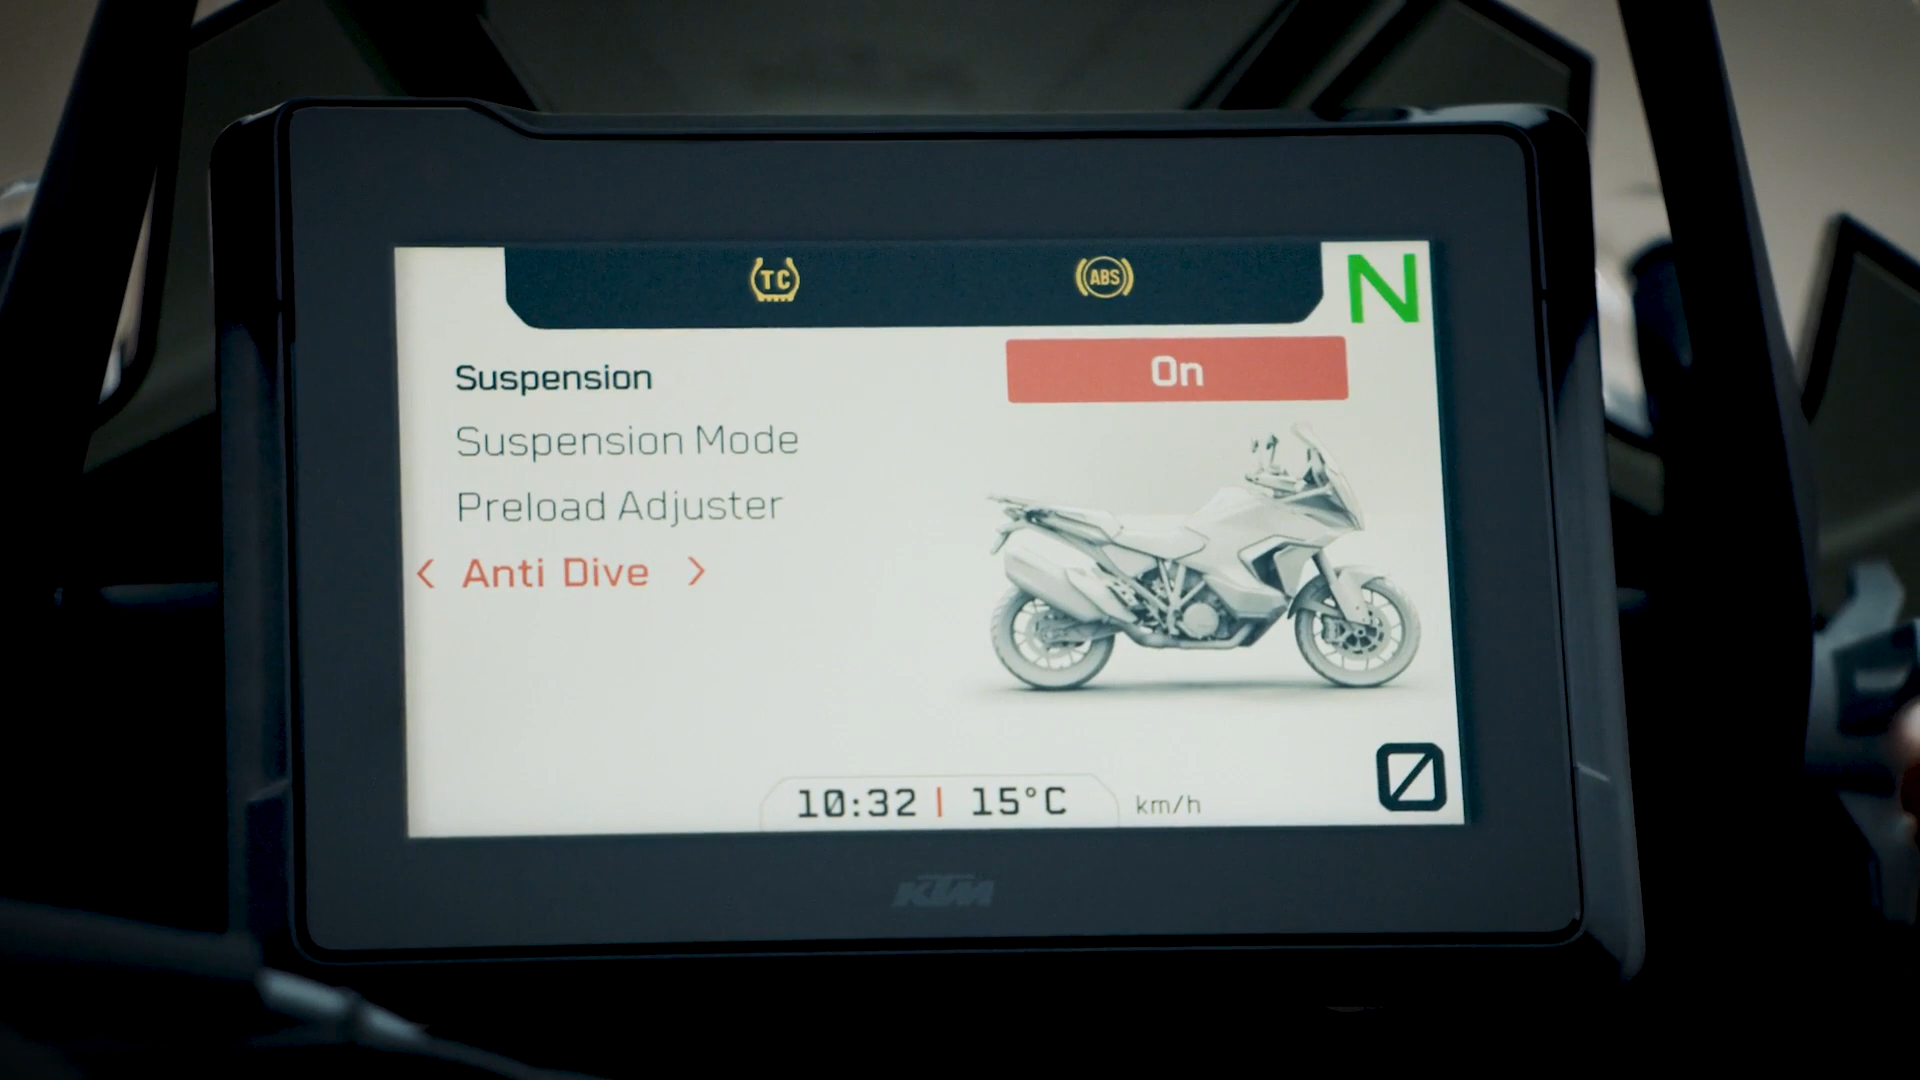 TC
ABS
N
Suspension
On
Suspension Mode
Preload Adjuster
< Anti Dive >
10:32 | 15°C
km/h
KTM